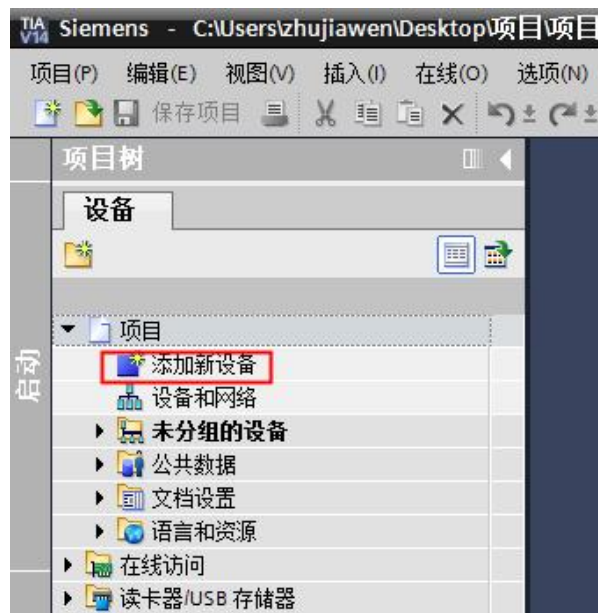 TIA V14 Siemens - C:\Users\zhujiawen\Desktop\项目\项目
项目(P) 编辑(E) 视图(V) 插入(I) 在线(O) 选项(N)
保存项目
项目树
设备
项目
添加新设备
设备和网络
未分组的设备
公共数据
文档设置
语言和资源
在线访问
读卡器/USB 存储器
启动